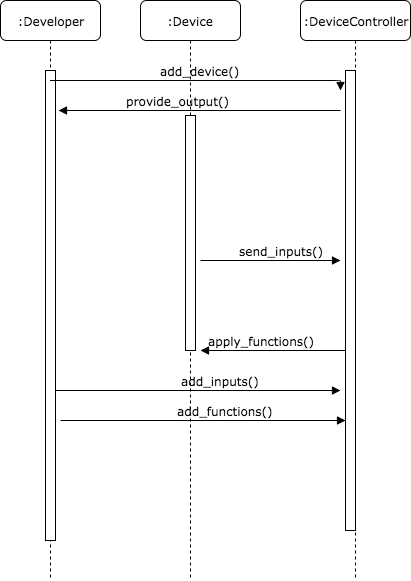 :Developer
:Device
:DeviceController
add_device()
provide_output()
send_inputs()
apply_functions()
add_inputs()
add_functions()